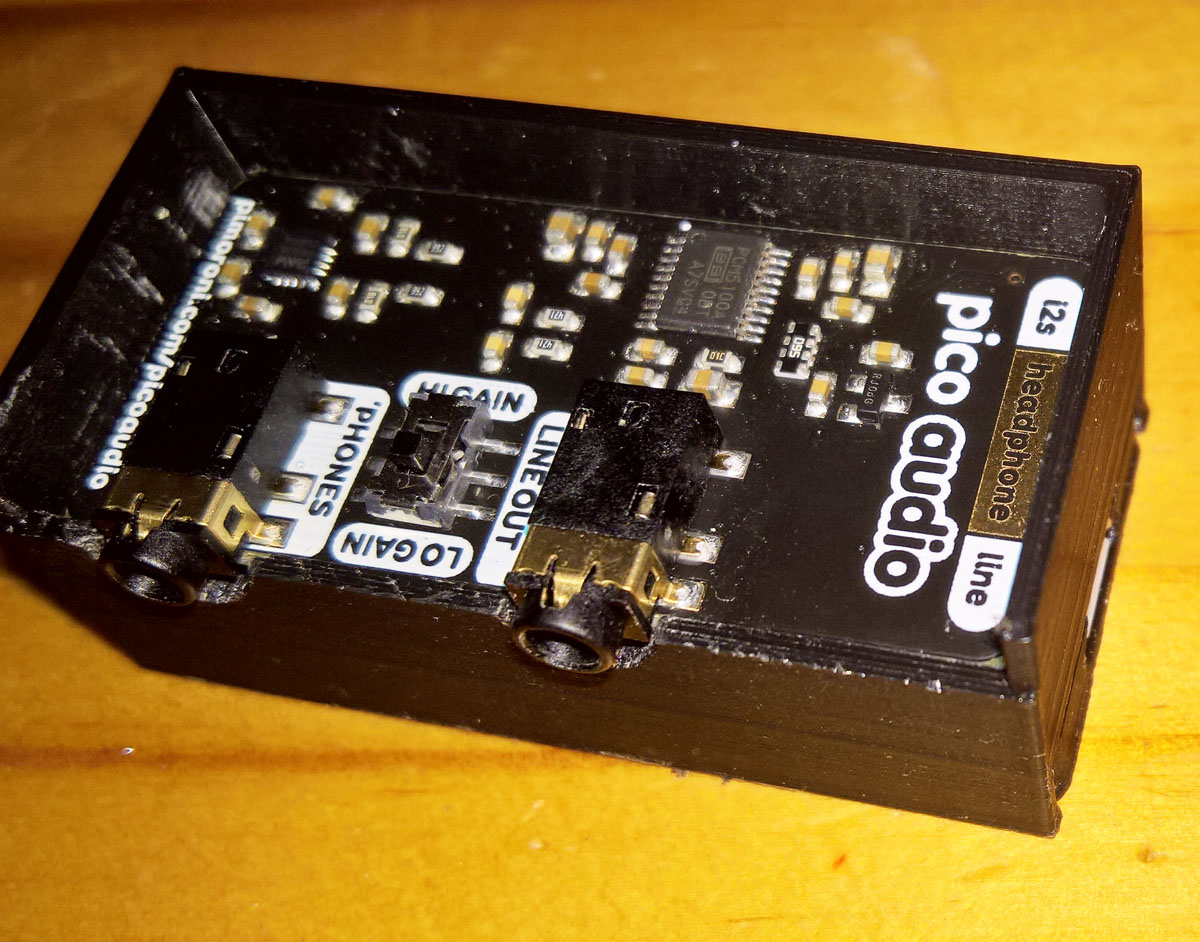 pimoroni.com/picoaudio
PCM5100A
'PHONES
HI GAIN
LO GAIN
LINE OUT
pico audio
i2s
headphone
line